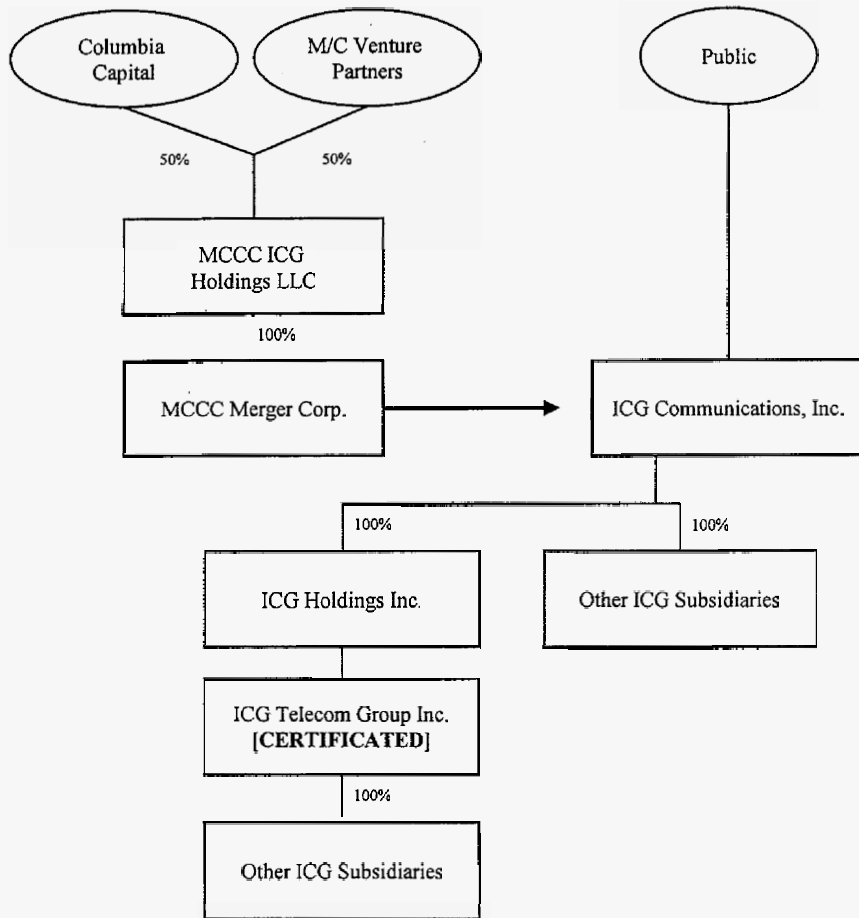 Columbia
Capital
M/C Venture
Partners
Public
50%
50%
MCCC ICG
Holdings LLC
100%
MCCC Merger Corp.
ICG Communications, Inc.
100%
100%
ICG Holdings Inc.
Other ICG Subsidiaries
ICG Telecom Group Inc.
[CERTIFICATED]
100%
Other ICG Subsidiaries